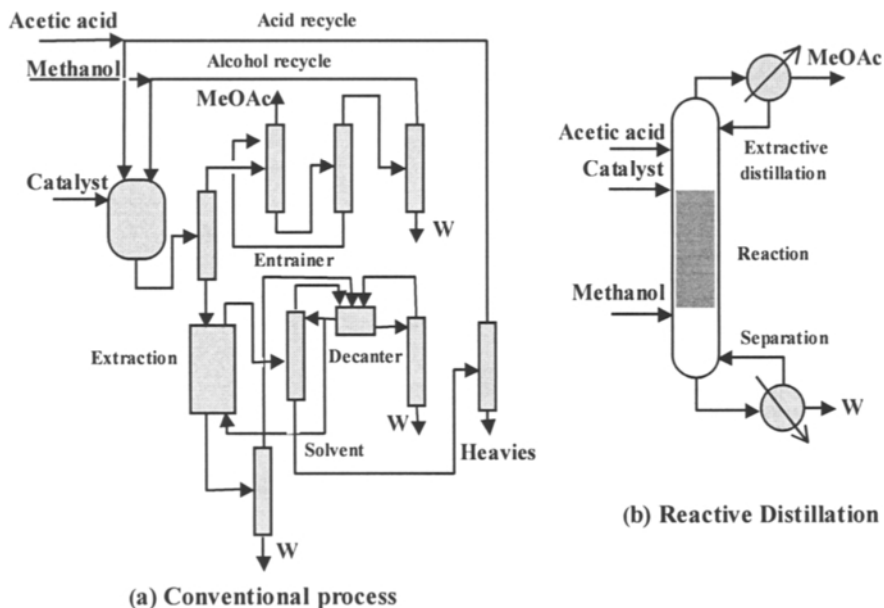 Acid recycle
Acetic acid
Alcohol recycle
Methanol
MeOAc
Catalyst
W
Entrainer
Extraction
Decanter
W
Solvent
Heavies
W
(a) Conventional process
MeOAc
Acetic acid
Extractive
distillation
Catalyst
Reaction
Methanol
Separation
W
(b) Reactive Distillation